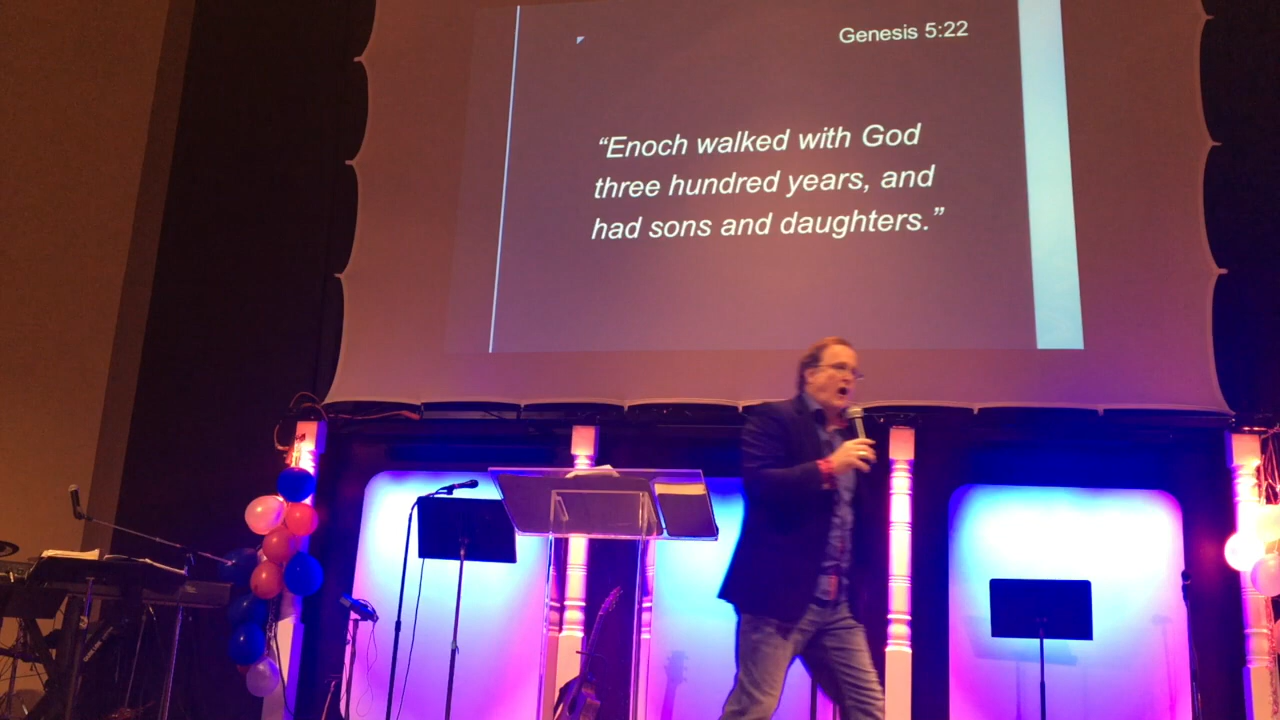 Genesis 5:22
“Enoch walked with God
three hundred years, and
had sons and daughters.”